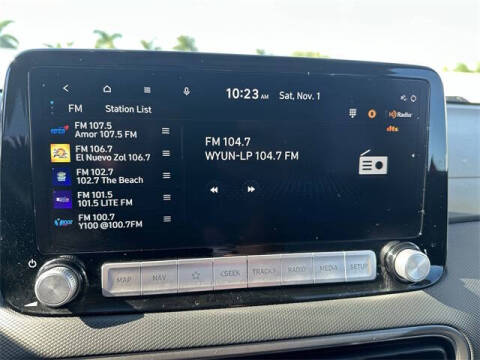 10:23 AM Sat, Nov. 1
FM Station List
HD Radio
dts
FM 107.5
Amor 107.5 FM
FM 106.7
El Nuevo Zol 106.7
FM 102.7
102.7 The Beach
FM 101.5
101.5 LITE FM
FM 100.7
Y100 @100.7FM
FM 104.7
WYUN-LP 104.7 FM
MAP NAV ☆ <SEEK TRACK> RADIO MEDIA SETUP